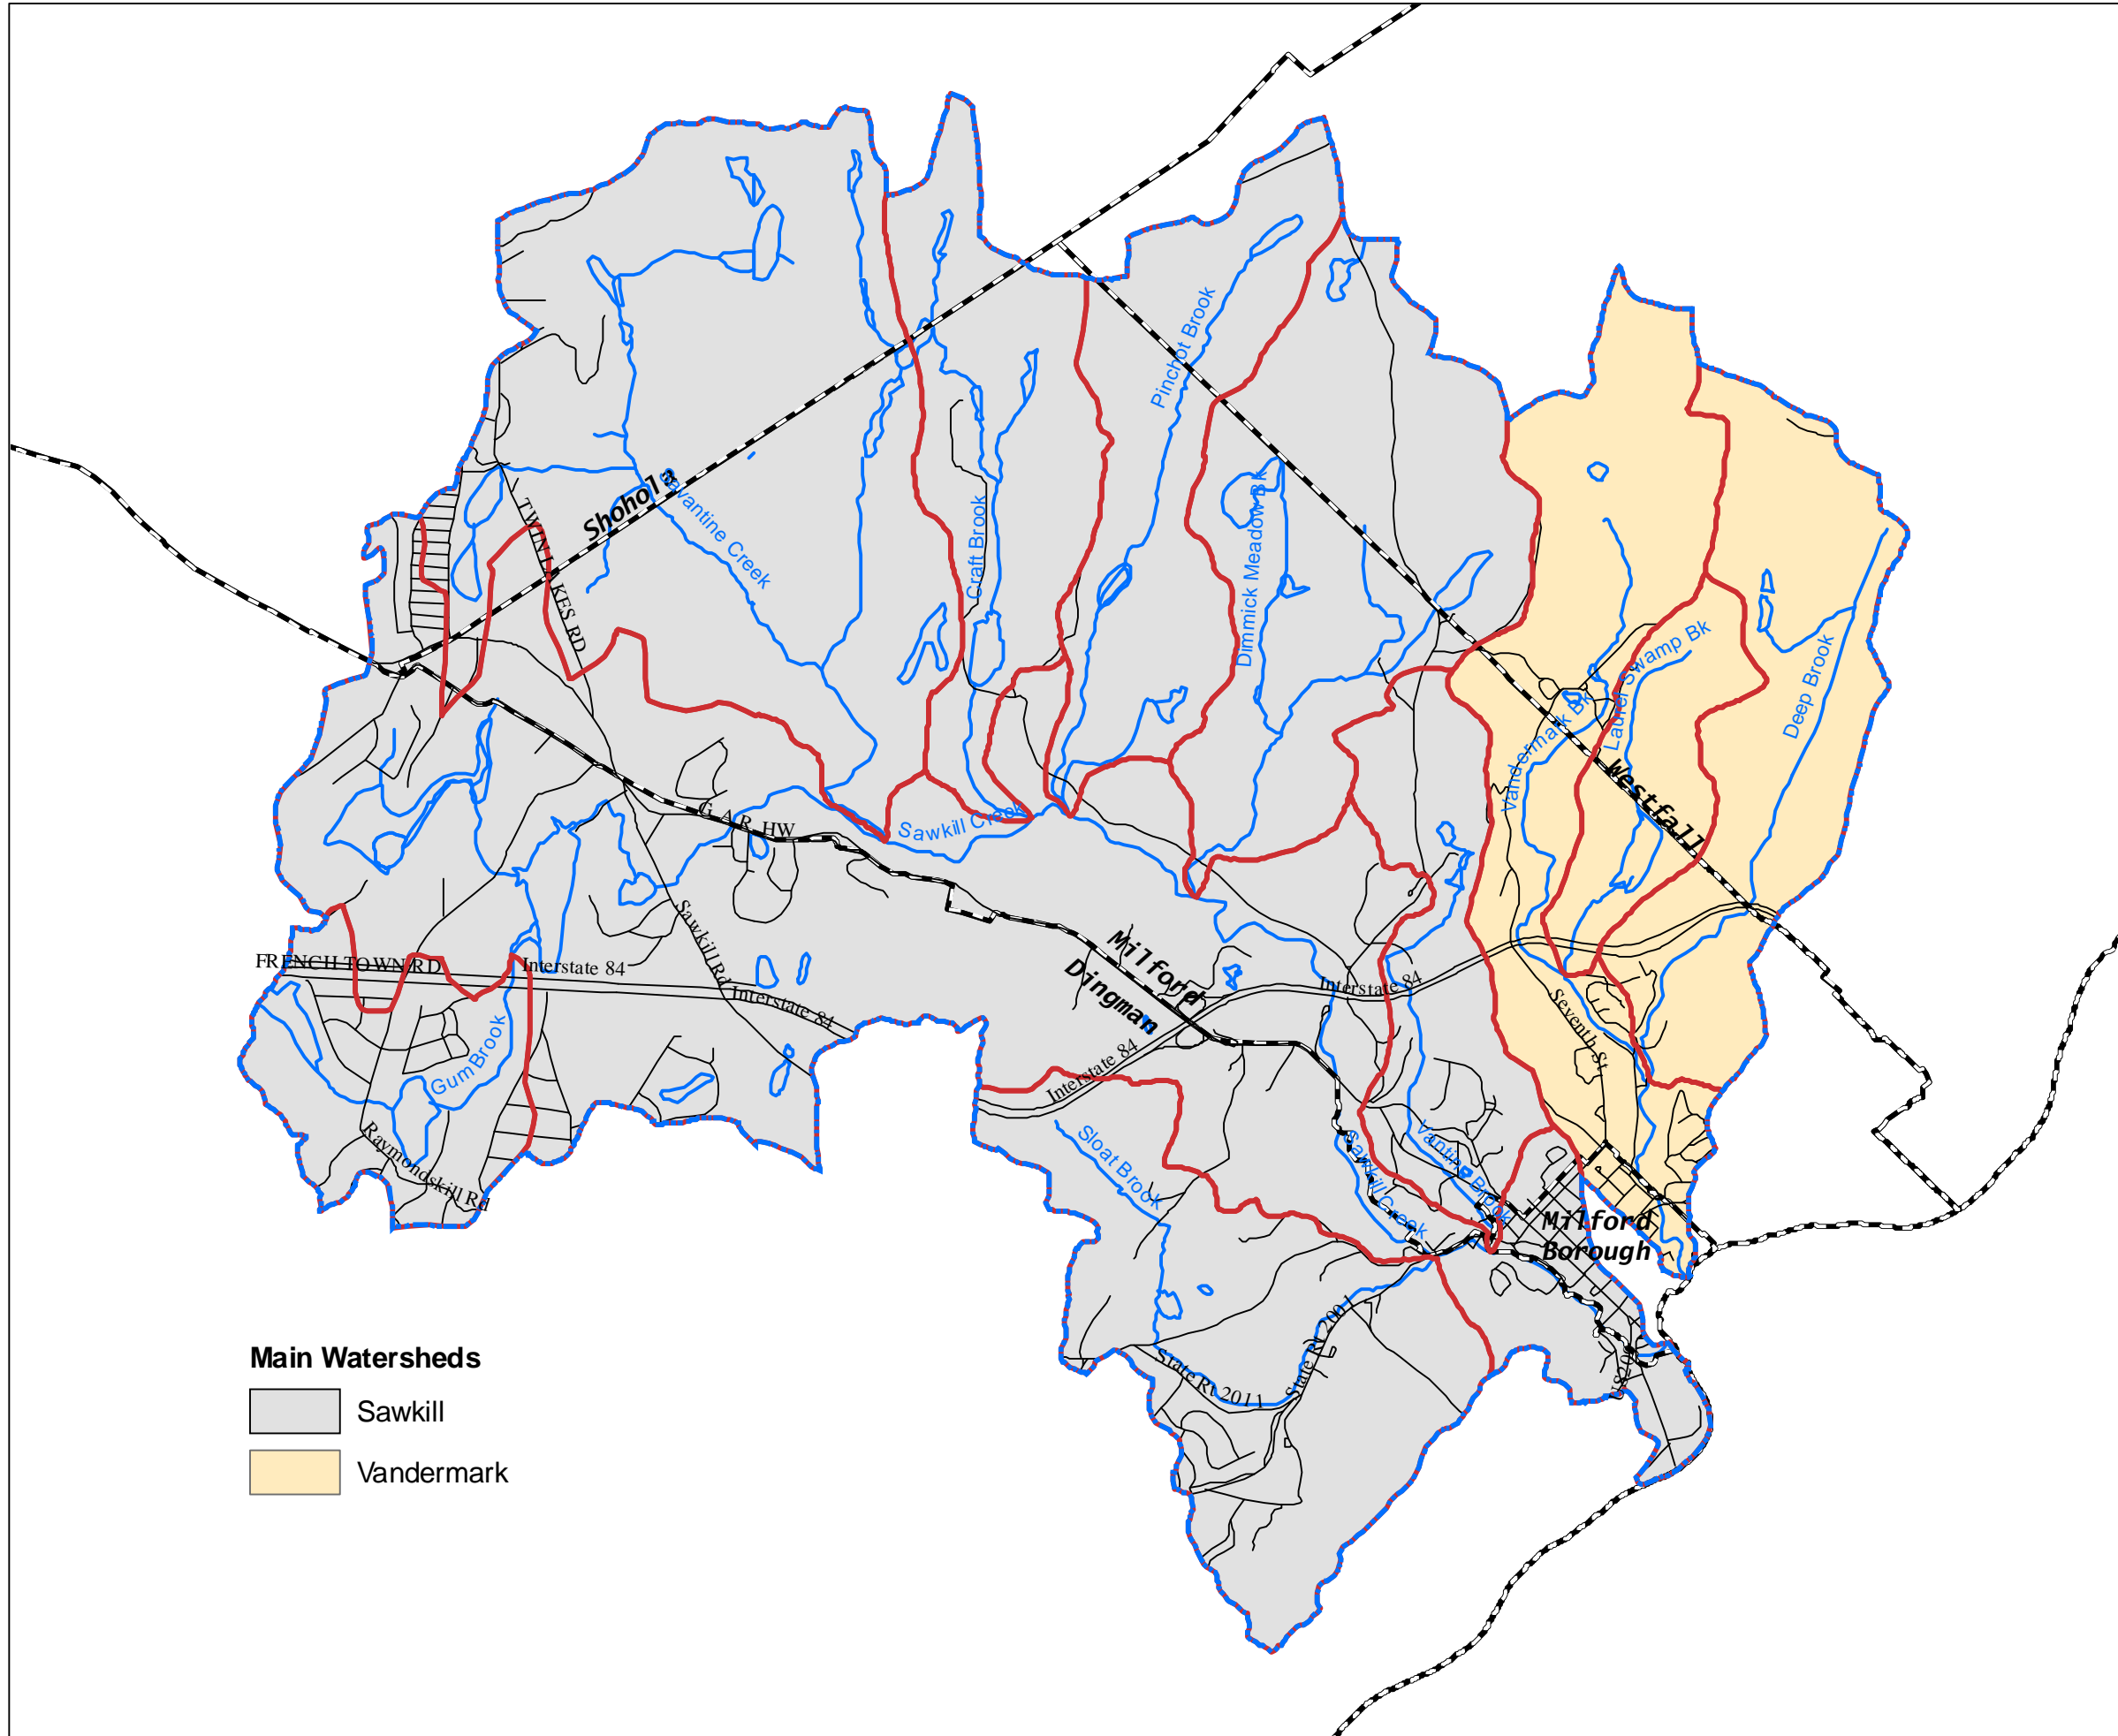 Pinchot Brook
Shohola
Savantine Creek
TWIN LAKES RD
Craft Brook
Dimmick Meadow Bk
Laurel Swamp Bk
Vandermark Bk
Deep Brook
Westfall
G. A. R. HW
Sawkill Creek
Sawkill Rd
FRENCH TOWN RD
Interstate 84
Interstate 84
Milford
Dingman
Interstate 84
Interstate 84
Seventh St
Gum Brook
Raymondskill Rd
Sloat Brook
Sawkill Creek
Vantine Brook
Milford
Borough
State Rt 2001
State Rt 2011
Main Watersheds
Sawkill
Vandermark